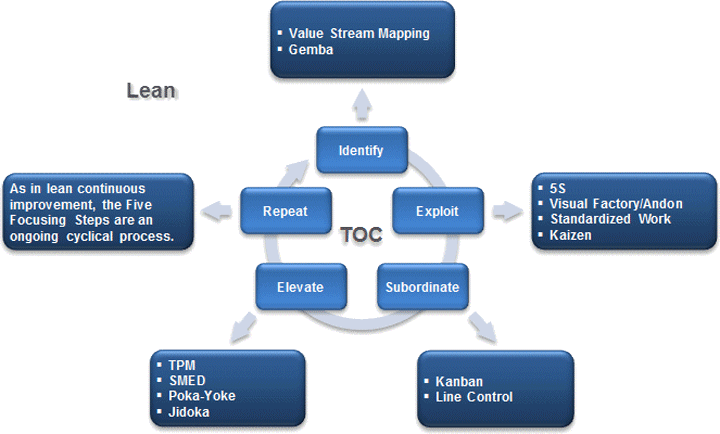 ▪ Value Stream Mapping
▪ Gemba
Lean
Identify
As in lean continuous
improvement, the Five
Focusing Steps are an
ongoing cyclical process.
Repeat
TOC
Exploit
▪ 5S
▪ Visual Factory/Andon
▪ Standardized Work
▪ Kaizen
Elevate
Subordinate
▪ TPM
▪ SMED
▪ Poka-Yoke
▪ Jidoka
▪ Kanban
▪ Line Control